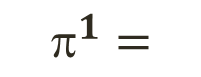 π¹ =